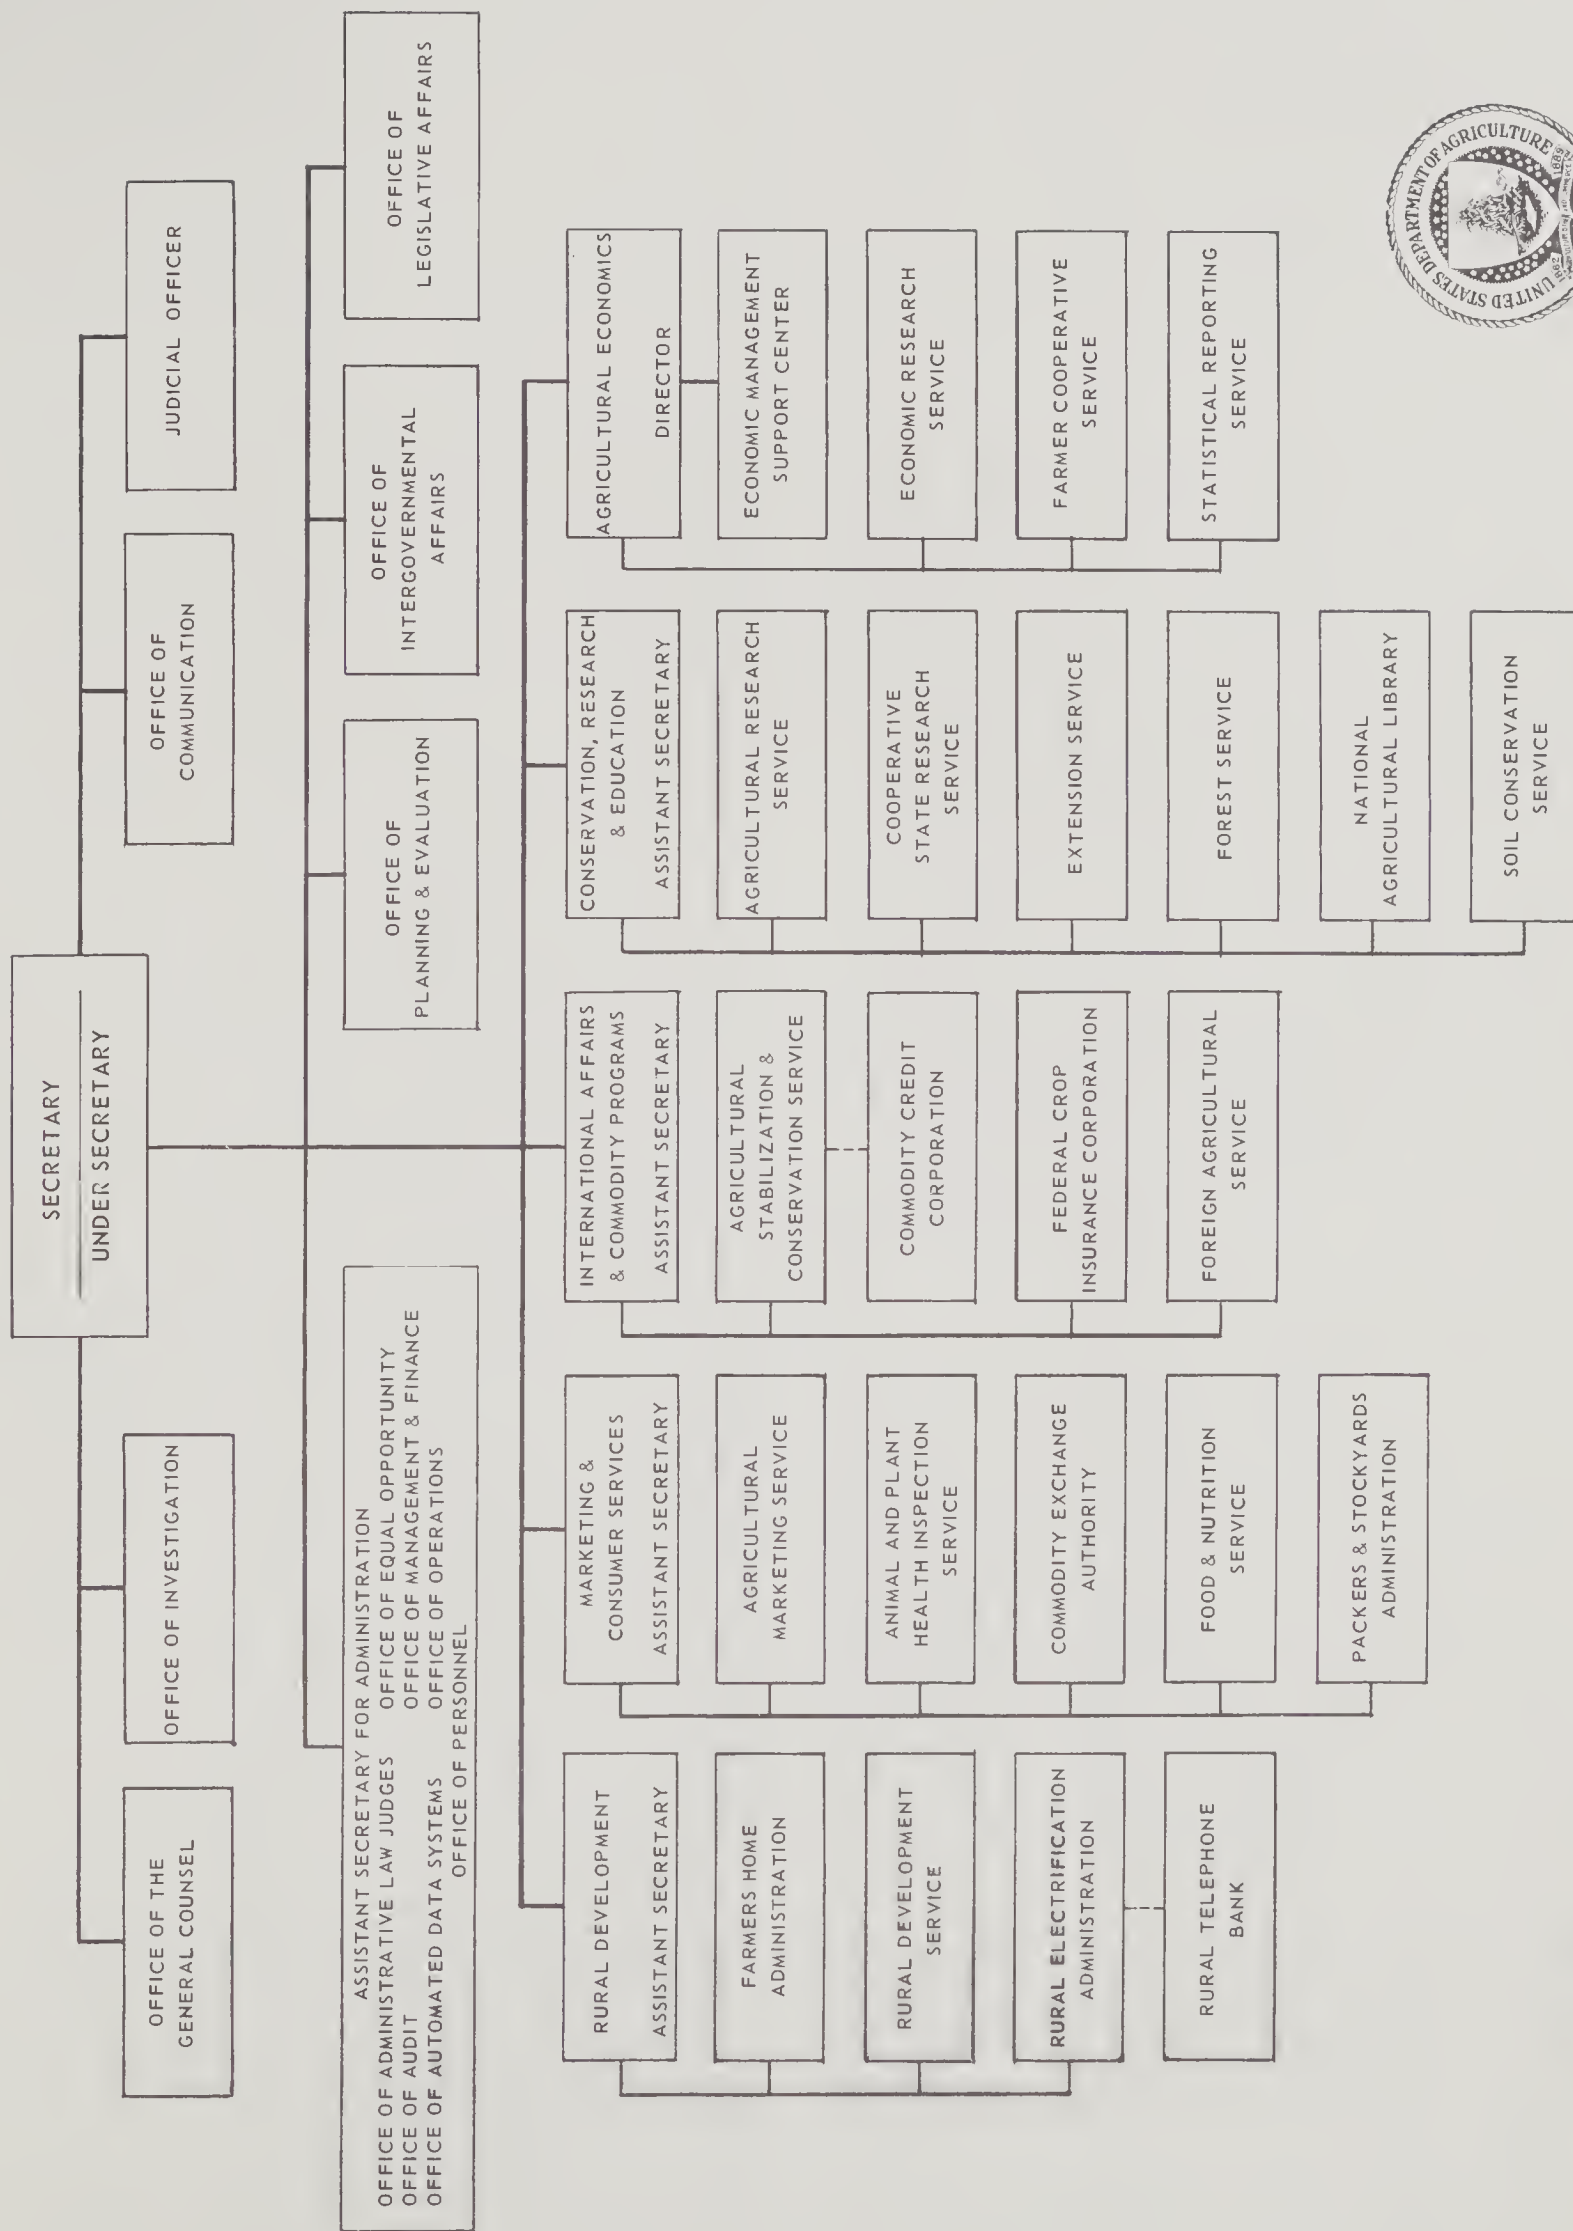 SECRETARY
UNDER SECRETARY
OFFICE OF THE
GENERAL COUNSEL
OFFICE OF INVESTIGATION
OFFICE OF
COMMUNICATION
JUDICIAL OFFICER
ASSISTANT SECRETARY FOR ADMINISTRATION
OFFICE OF ADMINISTRATIVE LAW JUDGES OFFICE OF EQUAL OPPORTUNITY
OFFICE OF AUDIT OFFICE OF MANAGEMENT & FINANCE
OFFICE OF AUTOMATED DATA SYSTEMS OFFICE OF OPERATIONS
OFFICE OF PERSONNEL
OFFICE OF
PLANNING & EVALUATION
OFFICE OF
INTERGOVERNMENTAL
AFFAIRS
OFFICE OF
LEGISLATIVE AFFAIRS
RURAL DEVELOPMENT
ASSISTANT SECRETARY
FARMERS HOME
ADMINISTRATION
RURAL DEVELOPMENT
SERVICE
RURAL ELECTRIFICATION
ADMINISTRATION
RURAL TELEPHONE
BANK
MARKETING &
CONSUMER SERVICES
ASSISTANT SECRETARY
AGRICULTURAL
MARKETING SERVICE
ANIMAL AND PLANT
HEALTH INSPECTION
SERVICE
COMMODITY EXCHANGE
AUTHORITY
FOOD & NUTRITION
SERVICE
PACKERS & STOCKYARDS
ADMINISTRATION
INTERNATIONAL AFFAIRS
& COMMODITY PROGRAMS
ASSISTANT SECRETARY
AGRICULTURAL
STABILIZATION &
CONSERVATION SERVICE
COMMODITY CREDIT
CORPORATION
FEDERAL CROP
INSURANCE CORPORATION
FOREIGN AGRICULTURAL
SERVICE
CONSERVATION, RESEARCH
& EDUCATION
ASSISTANT SECRETARY
AGRICULTURAL RESEARCH
SERVICE
COOPERATIVE
STATE RESEARCH
SERVICE
EXTENSION SERVICE
FOREST SERVICE
NATIONAL
AGRICULTURAL LIBRARY
SOIL CONSERVATION
SERVICE
AGRICULTURAL ECONOMICS
DIRECTOR
ECONOMIC MANAGEMENT
SUPPORT CENTER
ECONOMIC RESEARCH
SERVICE
FARMER COOPERATIVE
SERVICE
STATISTICAL REPORTING
SERVICE
UNITED STATES DEPARTMENT OF AGRICULTURE
1862 1889